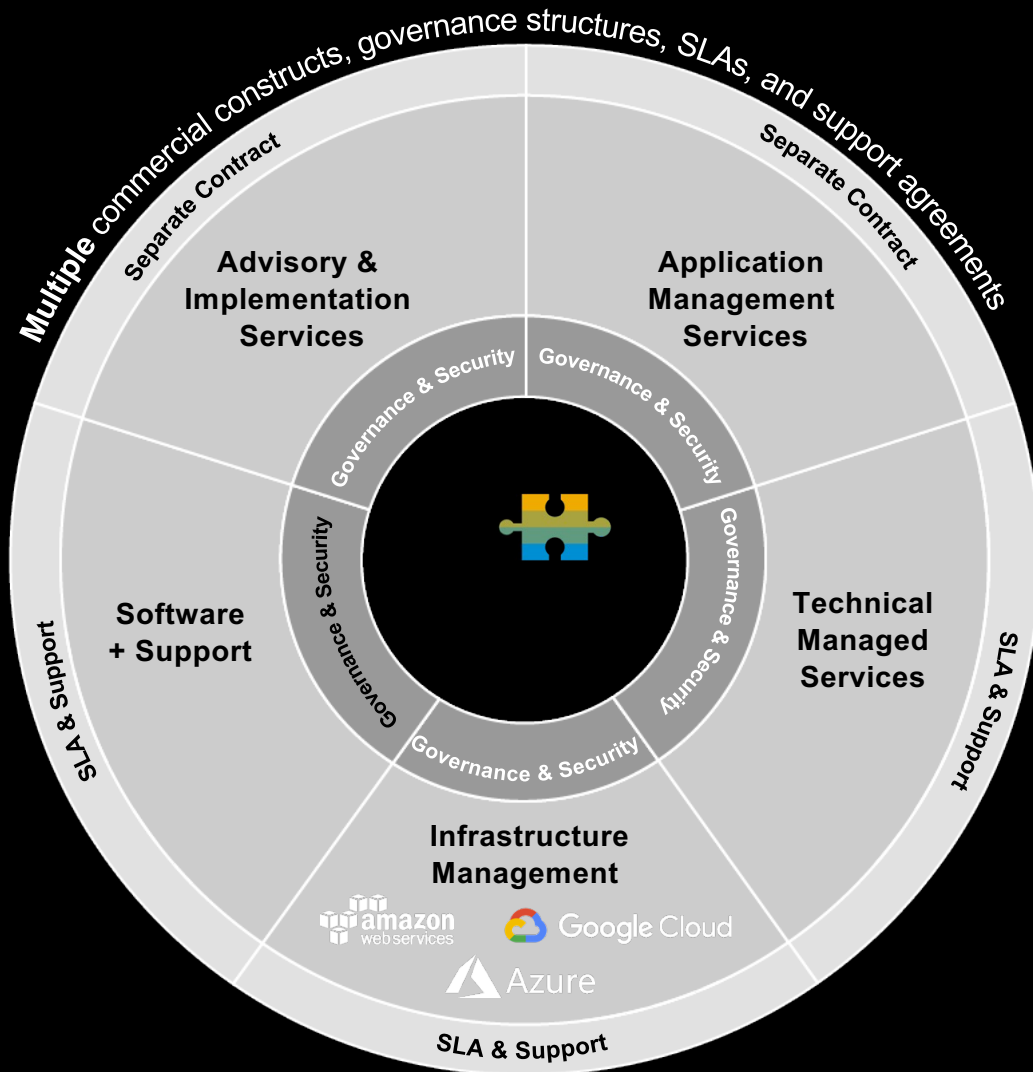 Multiple commercial constructs, governance structures, SLAs, and support agreements
Separate Contract
Separate Contract
Advisory &
Implementation
Services
Application
Management
Services
Governance & Security
Governance & Security
Software
+ Support
Governance & Security
Governance & Security
Technical
Managed
Services
SLA & Support
SLA & Support
Governance & Security
Infrastructure
Management
amazon
webservices
Google Cloud
Azure
SLA & Support